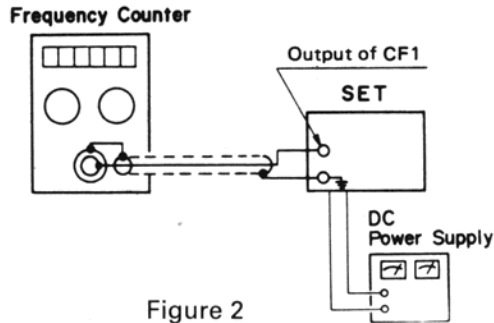 Frequency Counter
Output of CF1
SET
DC
Power Supply
Figure 2